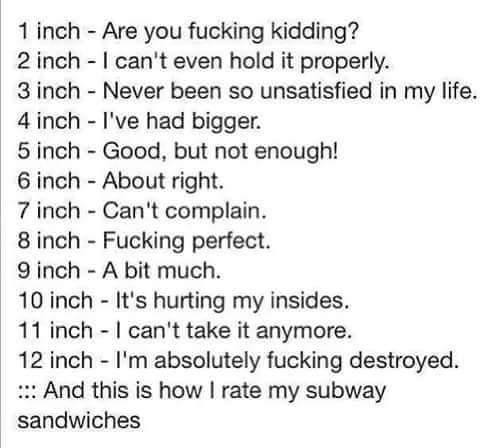 1 inch - Are you fucking kidding?
2 inch - I can't even hold it properly.
3 inch - Never been so unsatisfied in my life.
4 inch - I've had bigger.
5 inch - Good, but not enough!
6 inch - About right.
7 inch - Can't complain.
8 inch - Fucking perfect.
9 inch - A bit much.
10 inch - It's hurting my insides.
11 inch - I can't take it anymore.
12 inch - I'm absolutely fucking destroyed.
::: And this is how I rate my subway
sandwiches